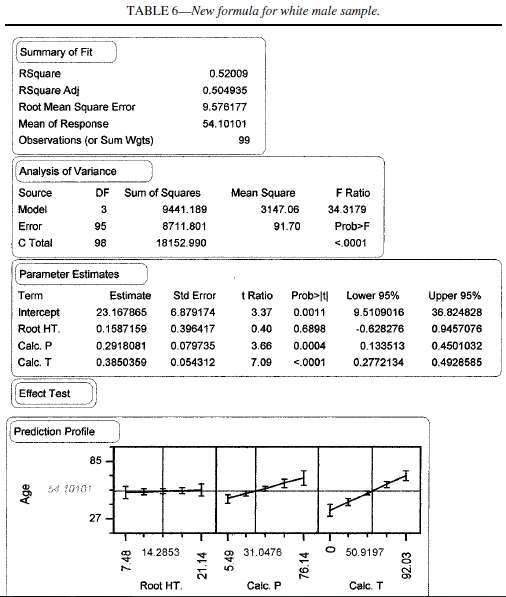 TABLE 6—New formula for white male sample.
Summary of Fit
RSquare 0.52009
RSquare Adj 0.504935
Root Mean Square Error 9.576177
Mean of Response 54.10101
Observations (or Sum Wgts) 99
Analysis of Variance
Source DF Sum of Squares Mean Square F Ratio
Model 3 9441.189 3147.06 34.3179
Error 95 8711.801 91.70 Prob>F
C Total 98 18152.990 <.0001
Parameter Estimates
Term Estimate Std Error t Ratio Prob>|t| Lower 95% Upper 95%
Intercept 23.167865 6.879174 3.37 0.0011 9.5109016 36.824828
Root HT. 0.1587159 0.396417 0.40 0.6898 -0.628276 0.9457076
Calc. P 0.2918081 0.079735 3.66 0.0004 0.133513 0.4501032
Calc. T 0.3850359 0.054312 7.09 <.0001 0.2772134 0.4928585
Effect Test
Prediction Profile
85
Age 54.10101
27
7.48 14.2853 21.14 5.49 31.0476 76.14 0 50.9197 92.03
Root HT. Calc. P Calc. T